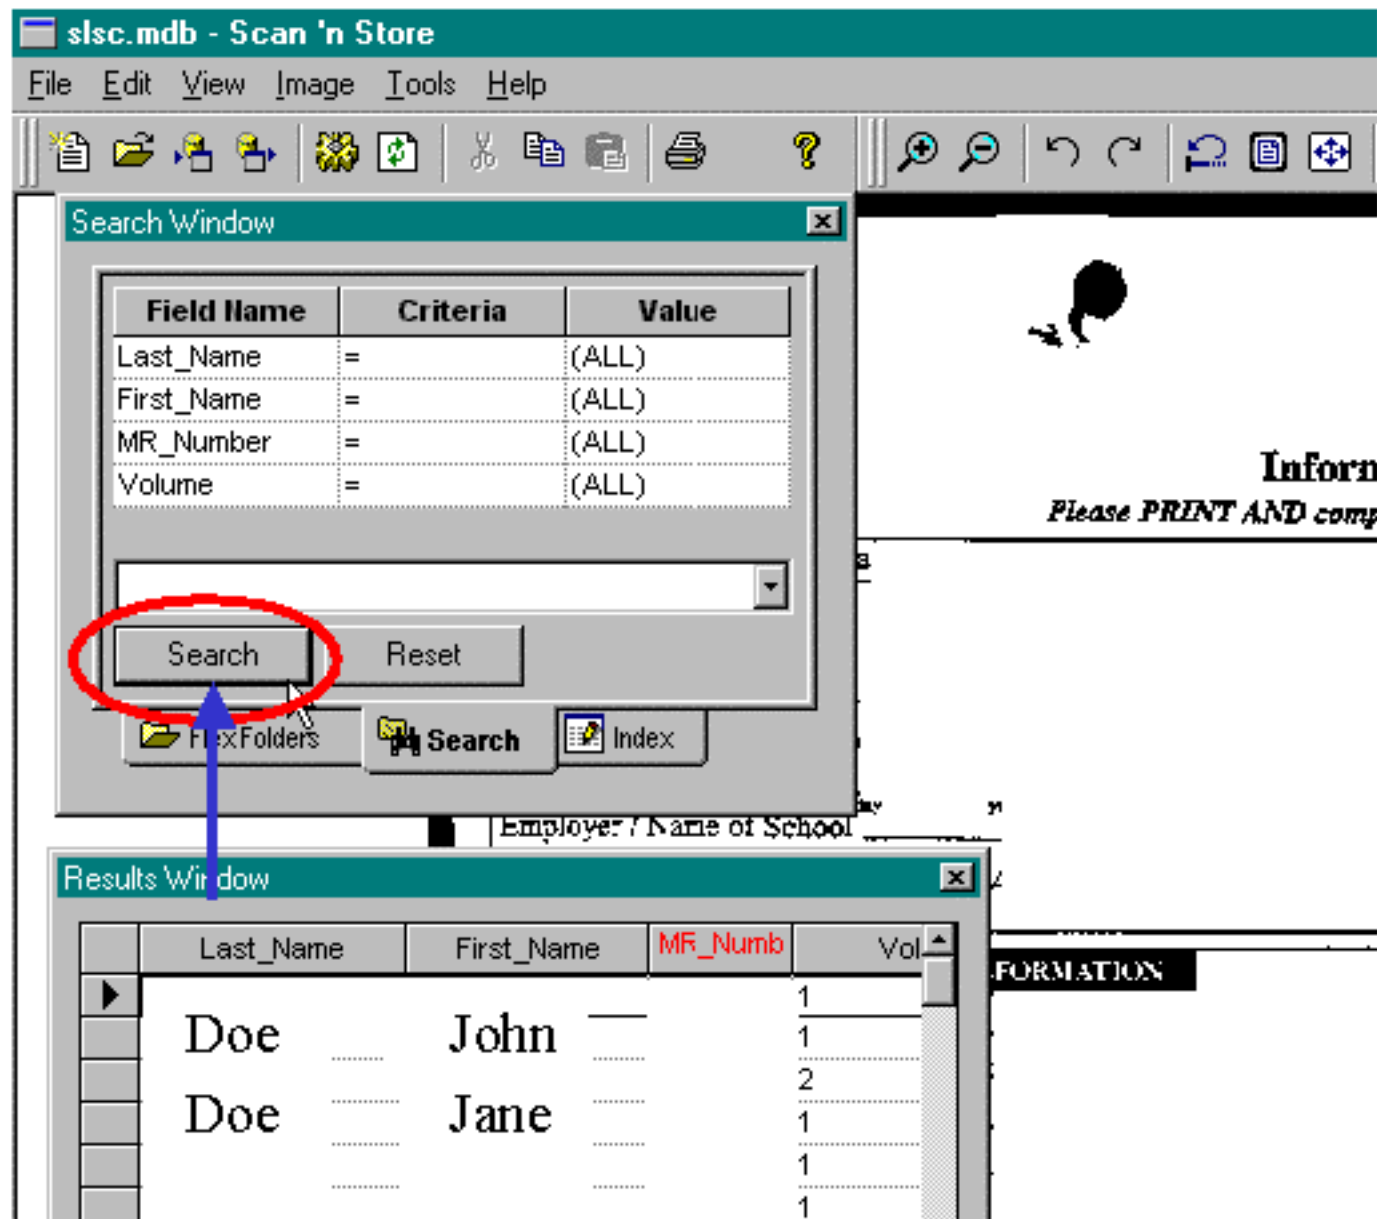 slsc.mdb - Scan 'n Store
File Edit View Image Tools Help
Search Window
Field Name Criteria Value
Last_Name = (ALL)
First_Name = (ALL)
MR_Number = (ALL)
Volume = (ALL)
Inform
Please PRINT AND comp
a
Search Reset
FlexFolders Search Index
Employer / Name of School
Results Window
Last_Name First_Name MR_Numb Vol
FORMATION
1
Doe John 1
2
Doe Jane 1
1
1